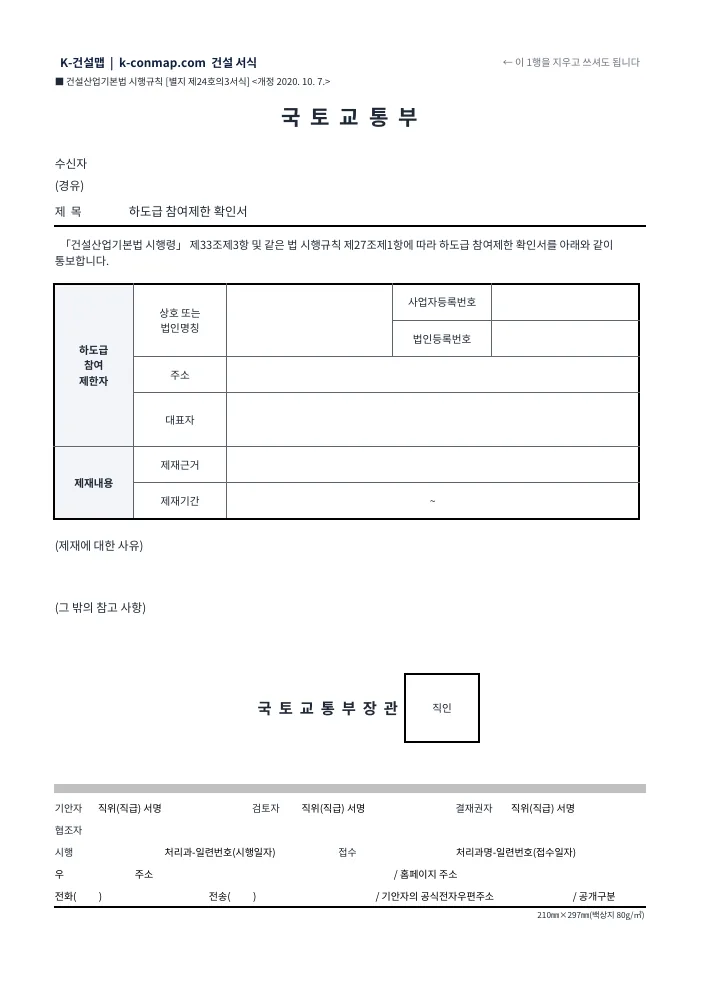 K-건설맵 | k-conmap.com 건설 서식
← 이 1행을 지우고 쓰셔도 됩니다
■ 건설산업기본법 시행규칙 [별지 제24호의3서식] <개정 2020. 10. 7.>
국 토 교 통 부
수신자
(경유)
제 목 하도급 참여제한 확인서
「건설산업기본법 시행령」 제33조제3항 및 같은 법 시행규칙 제27조제1항에 따라 하도급 참여제한 확인서를 아래와 같이
통보합니다.
하도급
참여
제한자
상호 또는
법인명칭
사업자등록번호
법인등록번호
주소
대표자
제재내용
제재근거
제재기간
~
(제재에 대한 사유)
(그 밖의 참고 사항)
국 토 교 통 부 장 관
직인
기안자 직위(직급) 서명 검토자 직위(직급) 서명 결재권자 직위(직급) 서명
협조자
시행 처리과-일련번호(시행일자) 접수 처리과명-일련번호(접수일자)
우 주소 / 홈페이지 주소
전화( ) 전송( ) / 기안자의 공식전자우편주소 / 공개구분
210㎜×297㎜(백상지 80g/㎡)